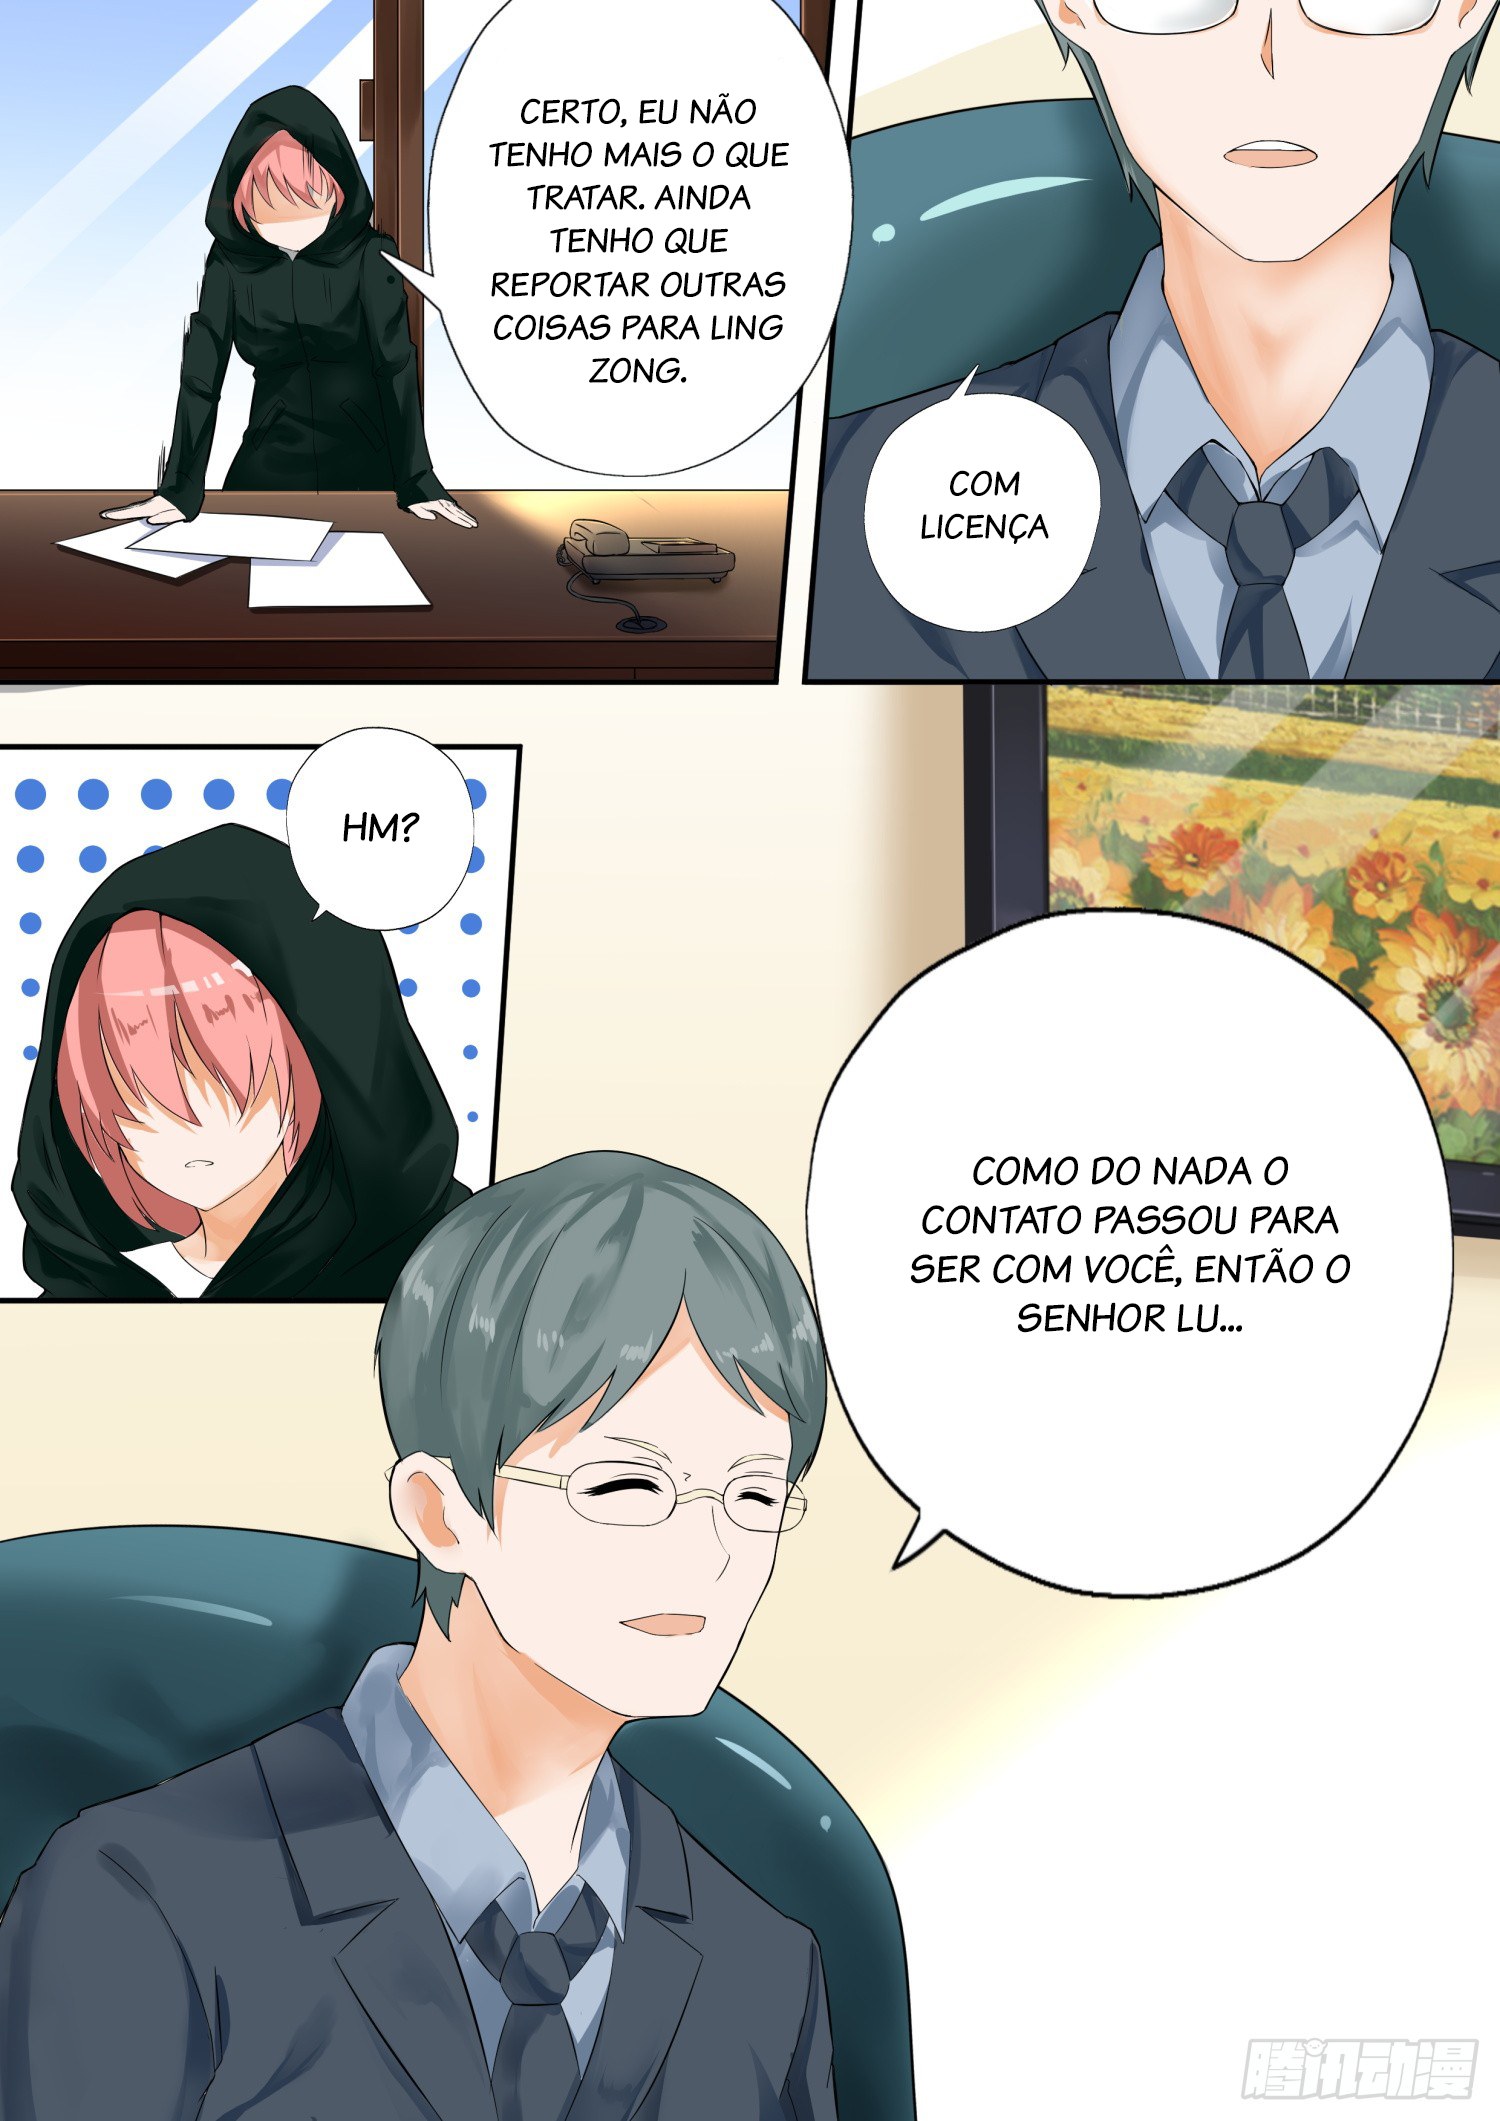 CERTO, EU NÃO
TENHO MAIS O QUE
TRATAR. AINDA
TENHO QUE
REPORTAR OUTRAS
COISAS PARA LING
ZONG.
COM
LICENÇA
HM?
COMO DO NADA O
CONTATO PASSOU PARA
SER COM VOCÊ, ENTÃO O
SENHOR LU...
腾讯动漫